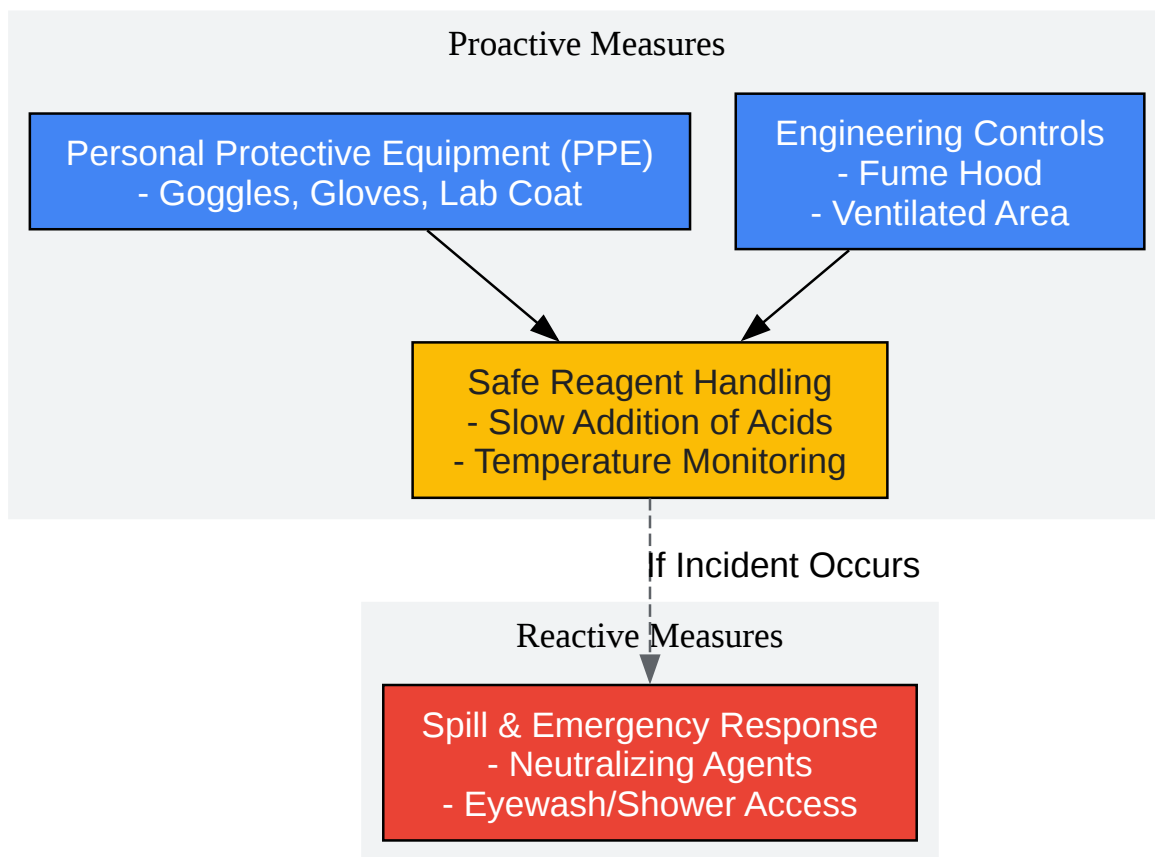 Proactive Measures
Personal Protective Equipment (PPE)
- Goggles, Gloves, Lab Coat
Engineering Controls
- Fume Hood
- Ventilated Area
Safe Reagent Handling
- Slow Addition of Acids
- Temperature Monitoring
If Incident Occurs
Reactive Measures
Spill & Emergency Response
- Neutralizing Agents
- Eyewash/Shower Access